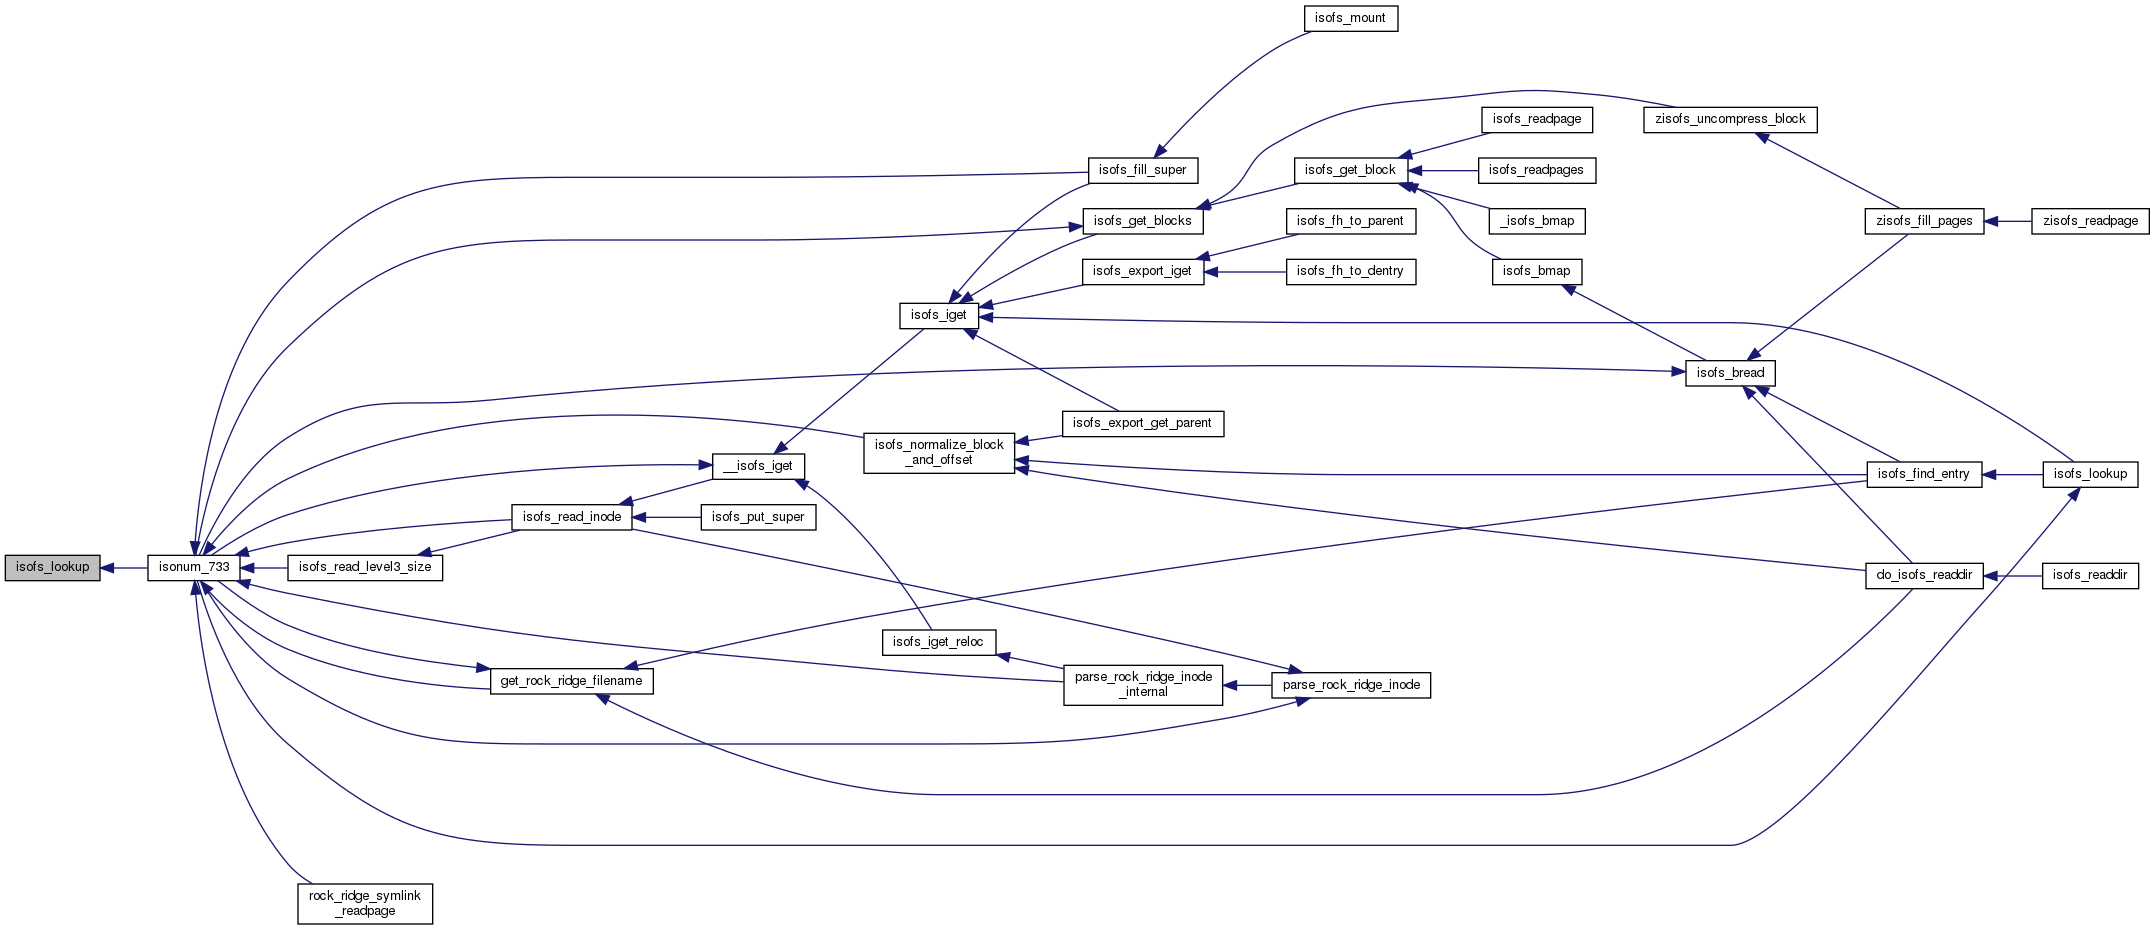 isofs_mount
isofs_readpage
zisofs_uncompress_block
isofs_fill_super
isofs_get_block
isofs_readpages
isofs_get_blocks
isofs_fh_to_parent
_isofs_bmap
zisofs_fill_pages
zisofs_readpage
isofs_export_iget
isofs_fh_to_dentry
isofs_bmap
isofs_iget
isofs_bread
isofs_export_get_parent
isofs_normalize_block
_and_offset
__isofs_iget
isofs_find_entry
isofs_lookup
isofs_read_inode
isofs_put_super
isofs_lookup
isonum_733
isofs_read_level3_size
do_isofs_readdir
isofs_readdir
isofs_iget_reloc
get_rock_ridge_filename
parse_rock_ridge_inode
_internal
parse_rock_ridge_inode
rock_ridge_symlink
_readpage